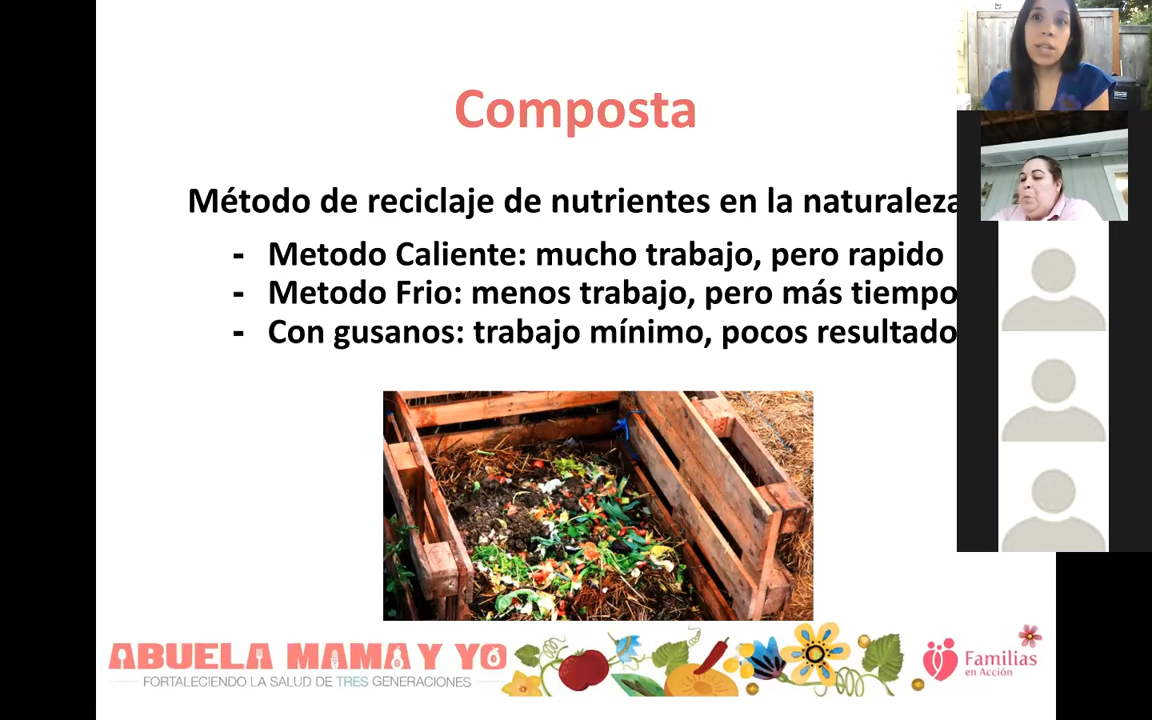 Composta
Método de reciclaje de nutrientes en la naturaleza
- Metodo Caliente: mucho trabajo, pero rapido
- Metodo Frio: menos trabajo, pero más tiempo
- Con gusanos: trabajo mínimo, pocos resultado
ABUELA MAMA Y YO
FORTALECIENDO LA SALUD DE TRES GENERACIONES
Familias
en Acción